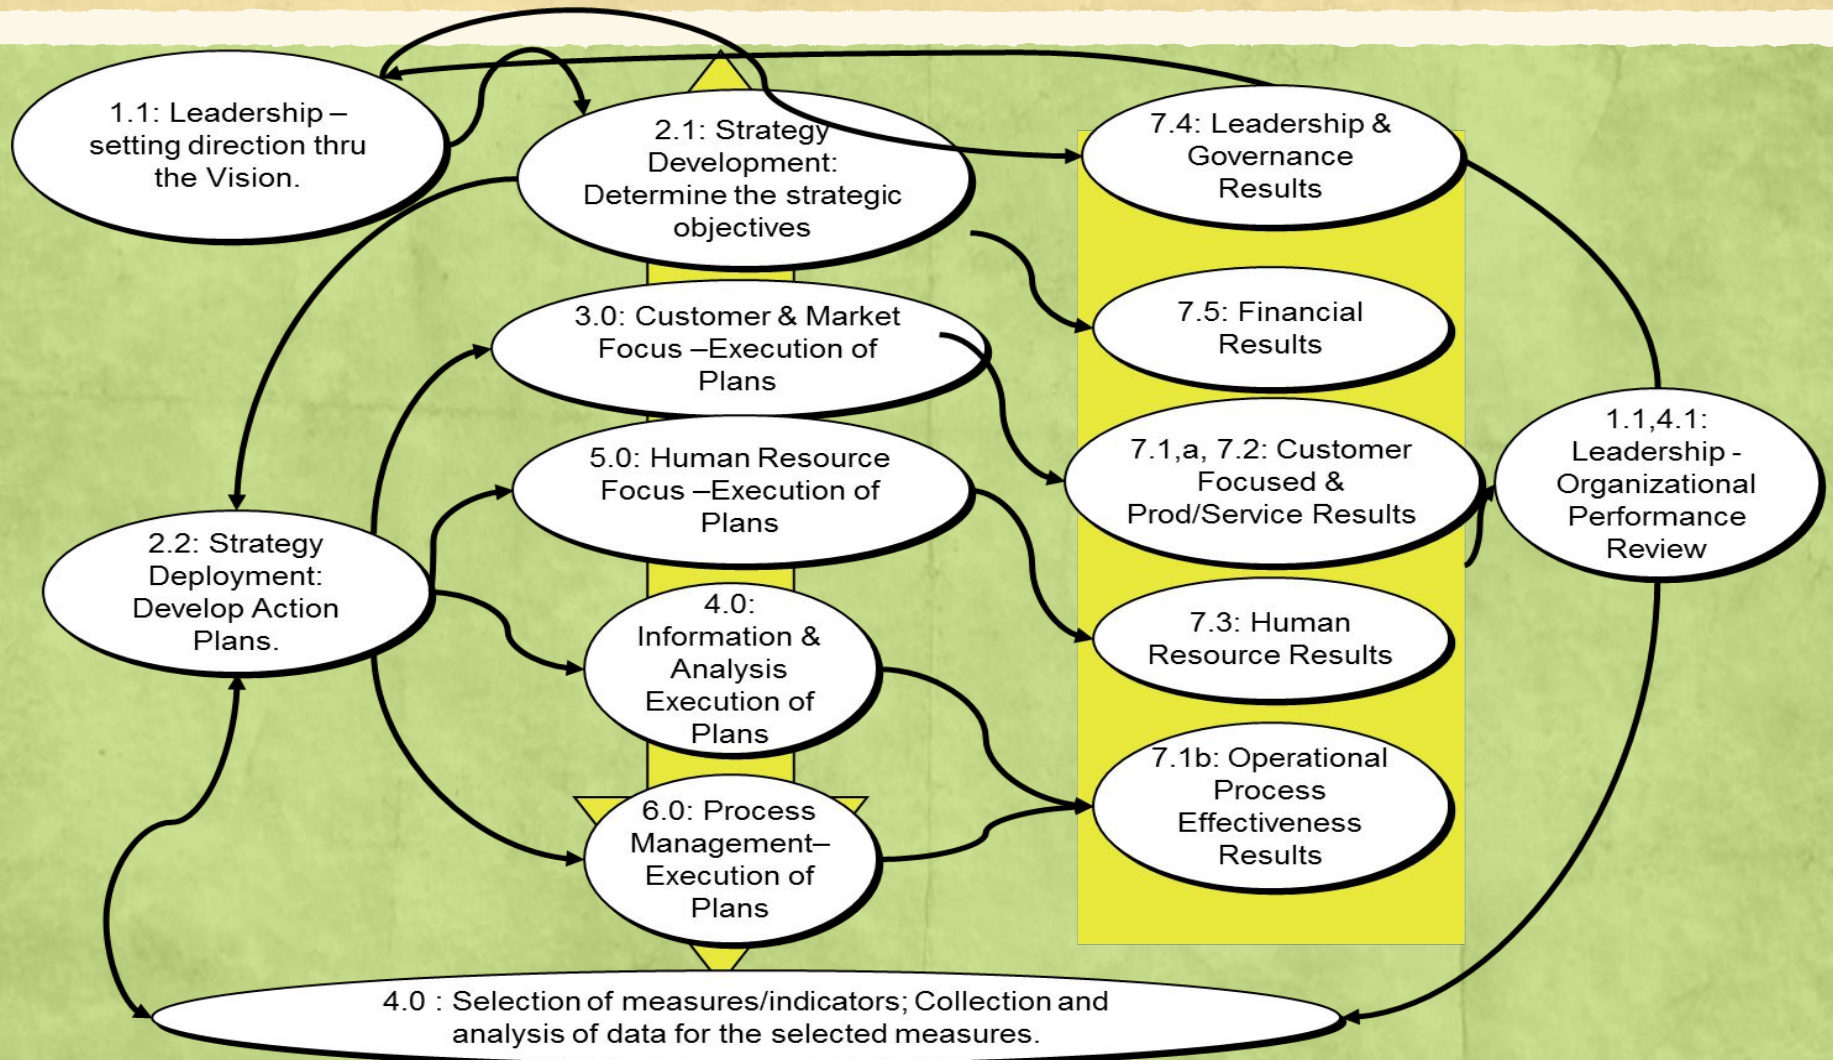 1.1: Leadership –
setting direction thru
the Vision.
2.1: Strategy
Development:
Determine the strategic
objectives
7.4: Leadership &
Governance
Results
3.0: Customer & Market
Focus –Execution of
Plans
7.5: Financial
Results
5.0: Human Resource
Focus –Execution of
Plans
7.1,a, 7.2: Customer
Focused &
Prod/Service Results
1.1,4.1:
Leadership -
Organizational
Performance
Review
2.2: Strategy
Deployment:
Develop Action
Plans.
4.0:
Information &
Analysis
Execution of
Plans
7.3: Human
Resource Results
6.0: Process
Management–
Execution of
Plans
7.1b: Operational
Process
Effectiveness
Results
4.0 : Selection of measures/indicators; Collection and
analysis of data for the selected measures.